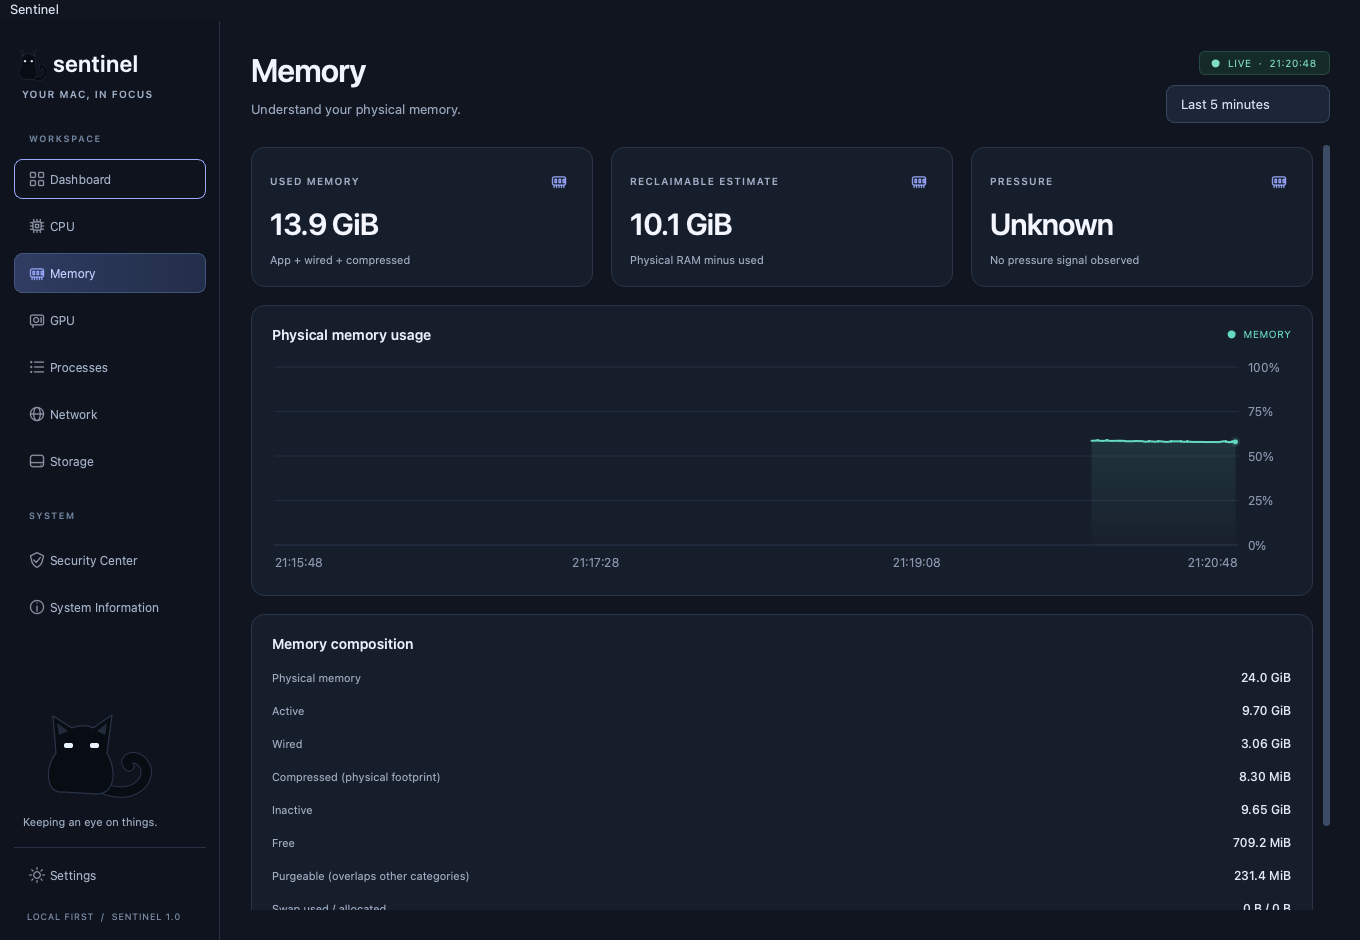 Sentinel
sentinel
YOUR MAC, IN FOCUS
WORKSPACE
Dashboard
CPU
Memory
GPU
Processes
Network
Storage
SYSTEM
Security Center
System Information
Keeping an eye on things.
Settings
LOCAL FIRST / SENTINEL 1.0
Memory
Understand your physical memory.
LIVE · 21:20:48
Last 5 minutes
USED MEMORY
13.9 GiB
App + wired + compressed
RECLAIMABLE ESTIMATE
10.1 GiB
Physical RAM minus used
PRESSURE
Unknown
No pressure signal observed
Physical memory usage
MEMORY
100%
75%
50%
25%
0%
21:15:48 21:17:28 21:19:08 21:20:48
Memory composition
Physical memory 24.0 GiB
Active 9.70 GiB
Wired 3.06 GiB
Compressed (physical footprint) 8.30 MiB
Inactive 9.65 GiB
Free 709.2 MiB
Purgeable (overlaps other categories) 231.4 MiB
Swap used / allocated 0 B / 0 B